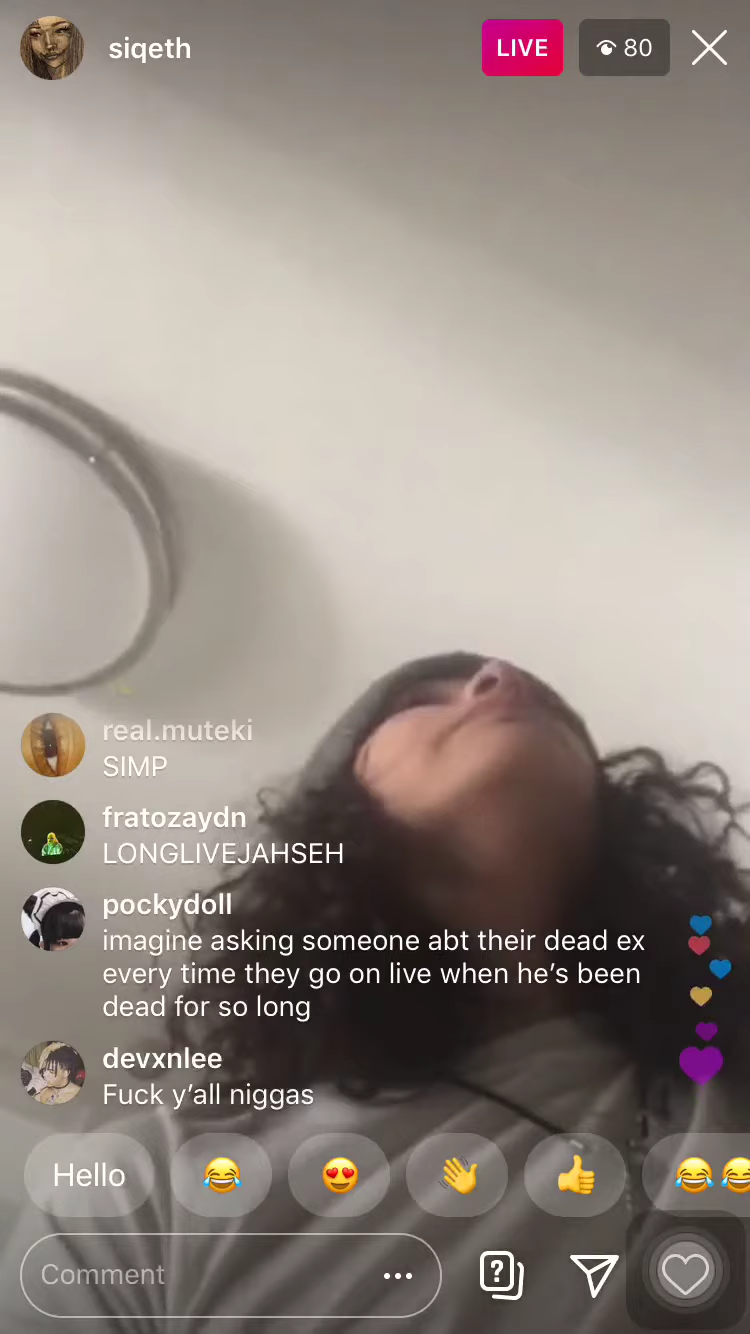 siqeth
LIVE
80
real.muteki
SIMP
fratozaydn
LONGLIVEJAHSEH
pockydoll
imagine asking someone abt their dead ex
every time they go on live when he’s been
dead for so long
devxnlee
Fuck y’all niggas
Hello
Comment